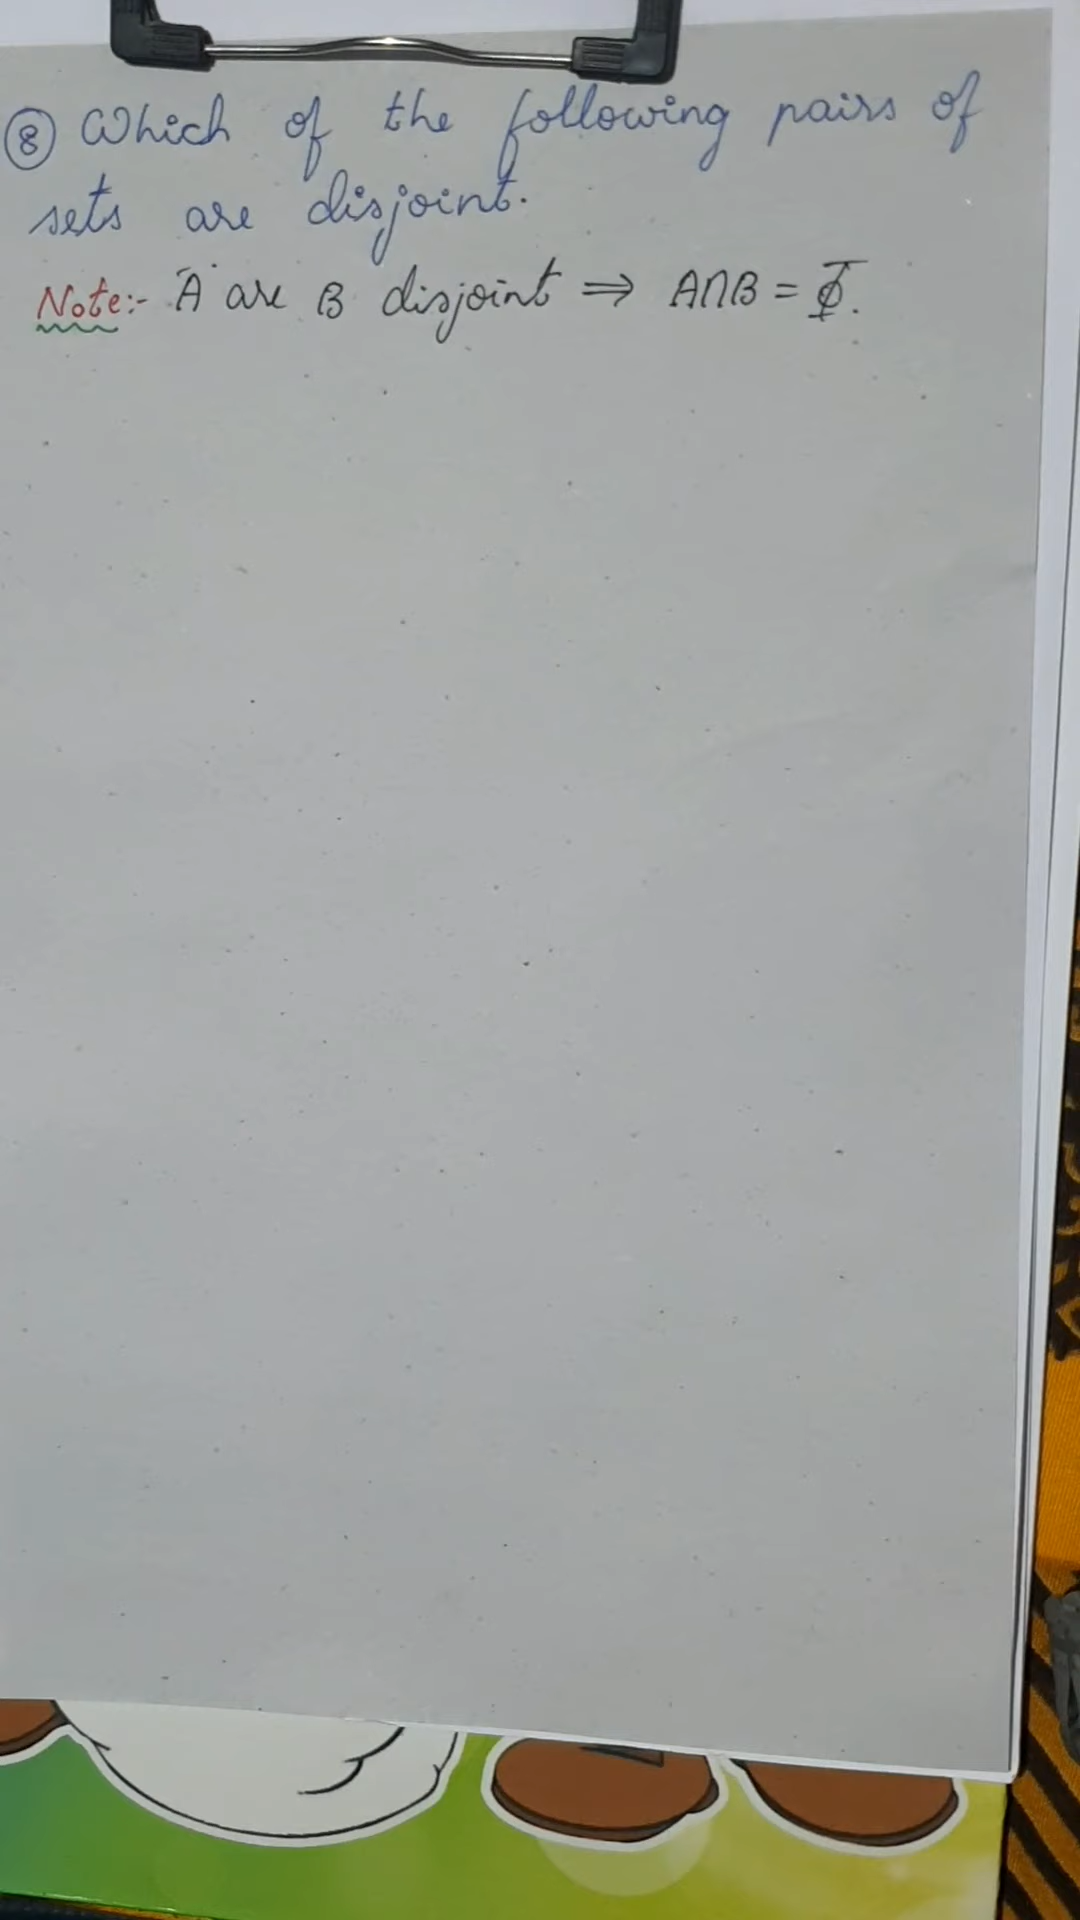 ⑧ Which of the following pairs of
sets are disjoint.
Note:- A are B disjoint ⇒ A∩B = Φ.